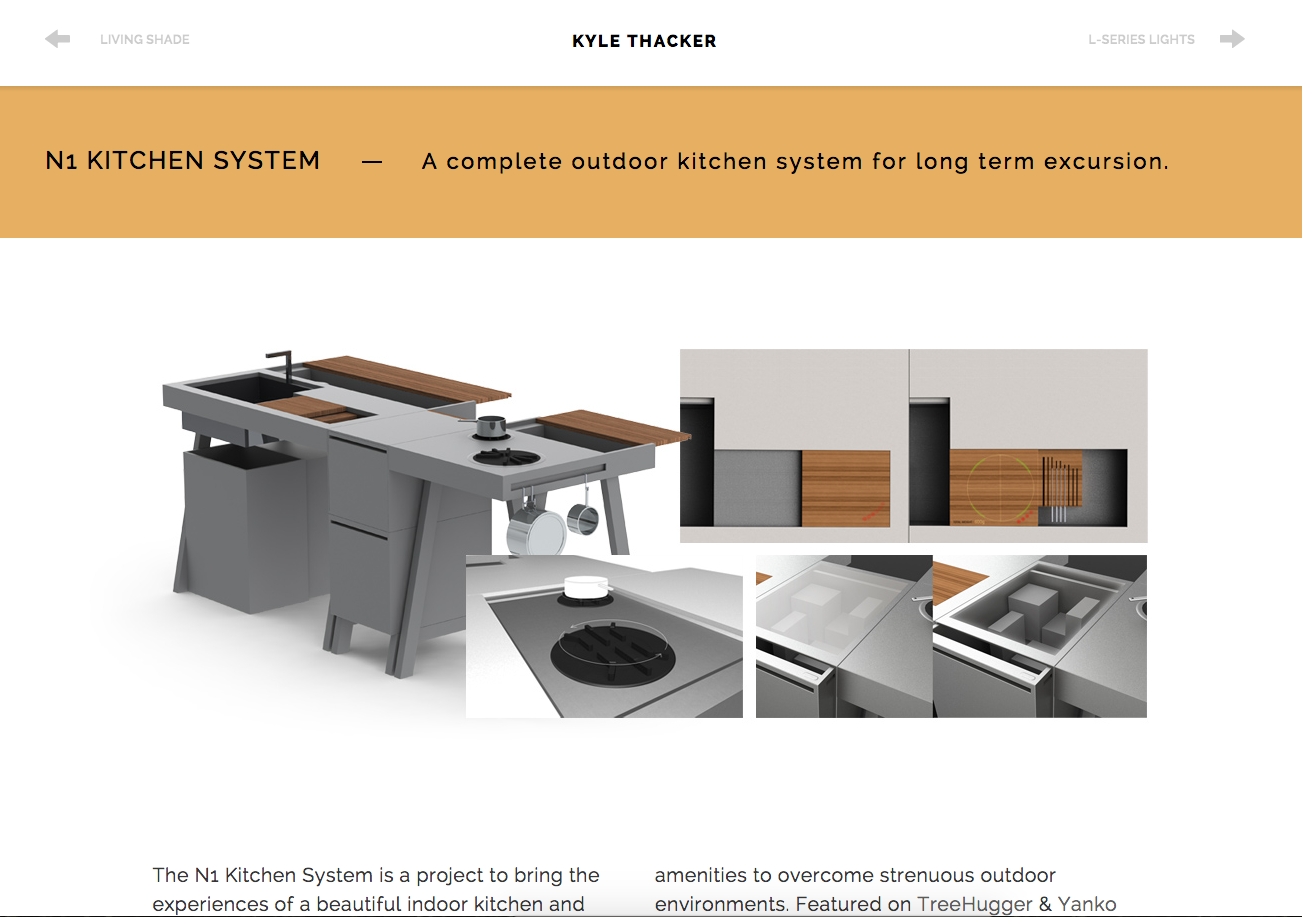 LIVING SHADE
KYLE THACKER
L-SERIES LIGHTS
N1 KITCHEN SYSTEM — A complete outdoor kitchen system for long term excursion.
The N1 Kitchen System is a project to bring the
experiences of a beautiful indoor kitchen and
amenities to overcome strenuous outdoor
environments. Featured on TreeHugger & Yanko